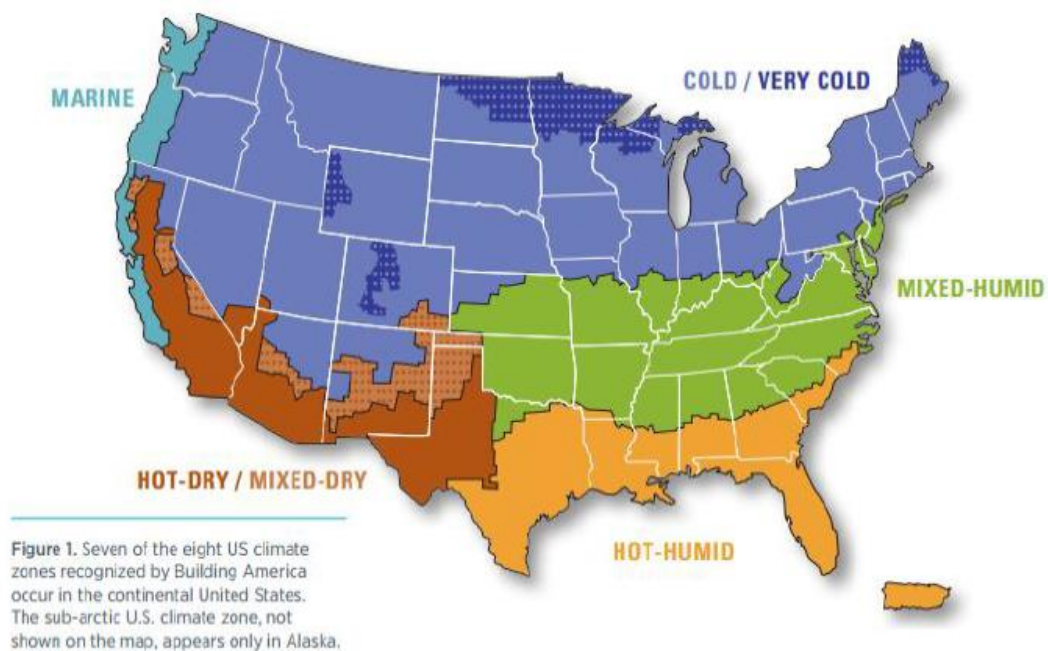 MARINE
COLD / VERY COLD
MIXED-HUMID
HOT-DRY / MIXED-DRY
HOT-HUMID
Figure 1. Seven of the eight US climate
zones recognized by Building America
occur in the continental United States.
The sub-arctic U.S. climate zone, not
shown on the map, appears only in Alaska.